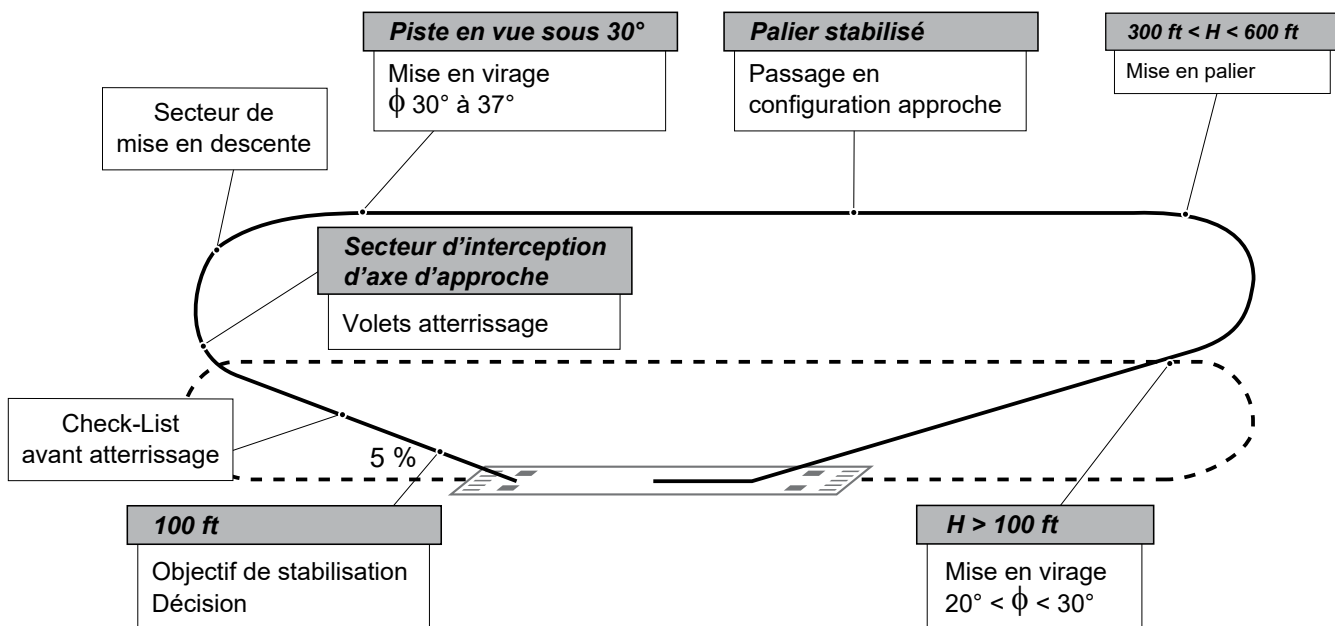 Piste en vue sous 30°
Mise en virage
ϕ 30° à 37°
Palier stabilisé
Passage en
configuration approche
300 ft < H < 600 ft
Mise en palier
Secteur de
mise en descente
Secteur d’interception
d’axe d’approche
Volets atterrissage
Check-List
avant atterrissage
5 %
100 ft
Objectif de stabilisation
Décision
H > 100 ft
Mise en virage
20° < ϕ < 30°